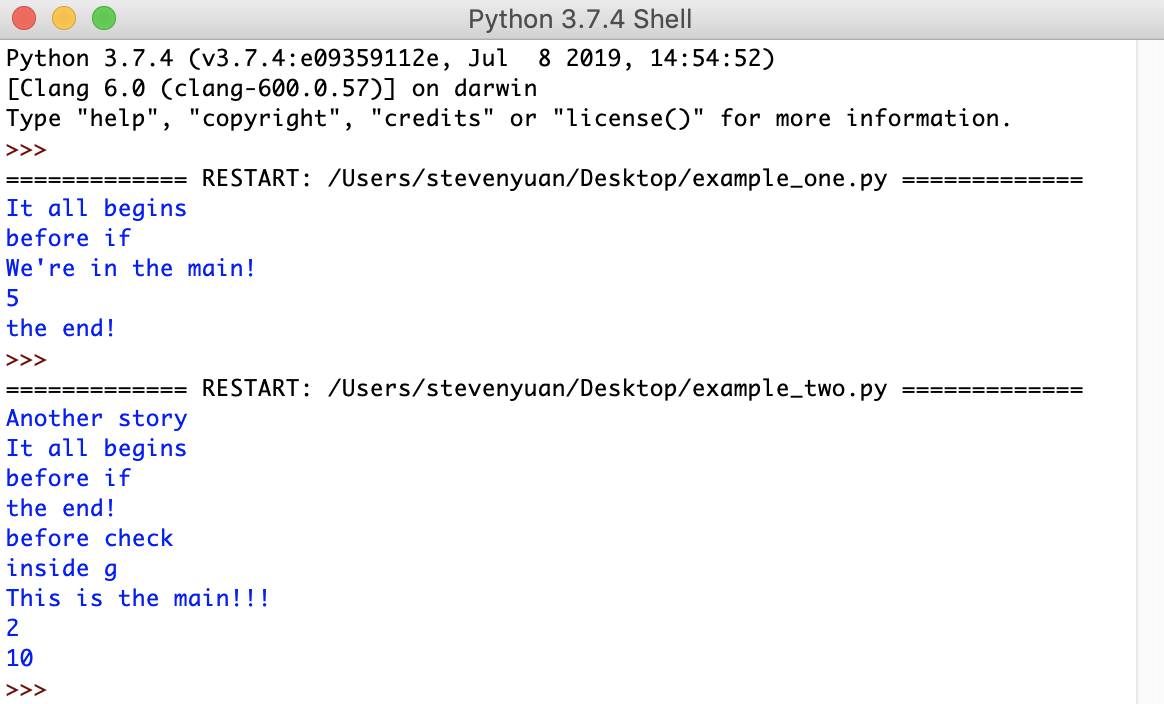 Python 3.7.4 Shell
Python 3.7.4 (v3.7.4:e09359112e, Jul  8 2019, 14:54:52)
[Clang 6.0 (clang-600.0.57)] on darwin
Type "help", "copyright", "credits" or "license()" for more information.
>>>
============= RESTART: /Users/stevenyuan/Desktop/example_one.py =============
It all begins
before if
We're in the main!
5
the end!
>>>
============= RESTART: /Users/stevenyuan/Desktop/example_two.py =============
Another story
It all begins
before if
the end!
before check
inside g
This is the main!!!
2
10
>>>